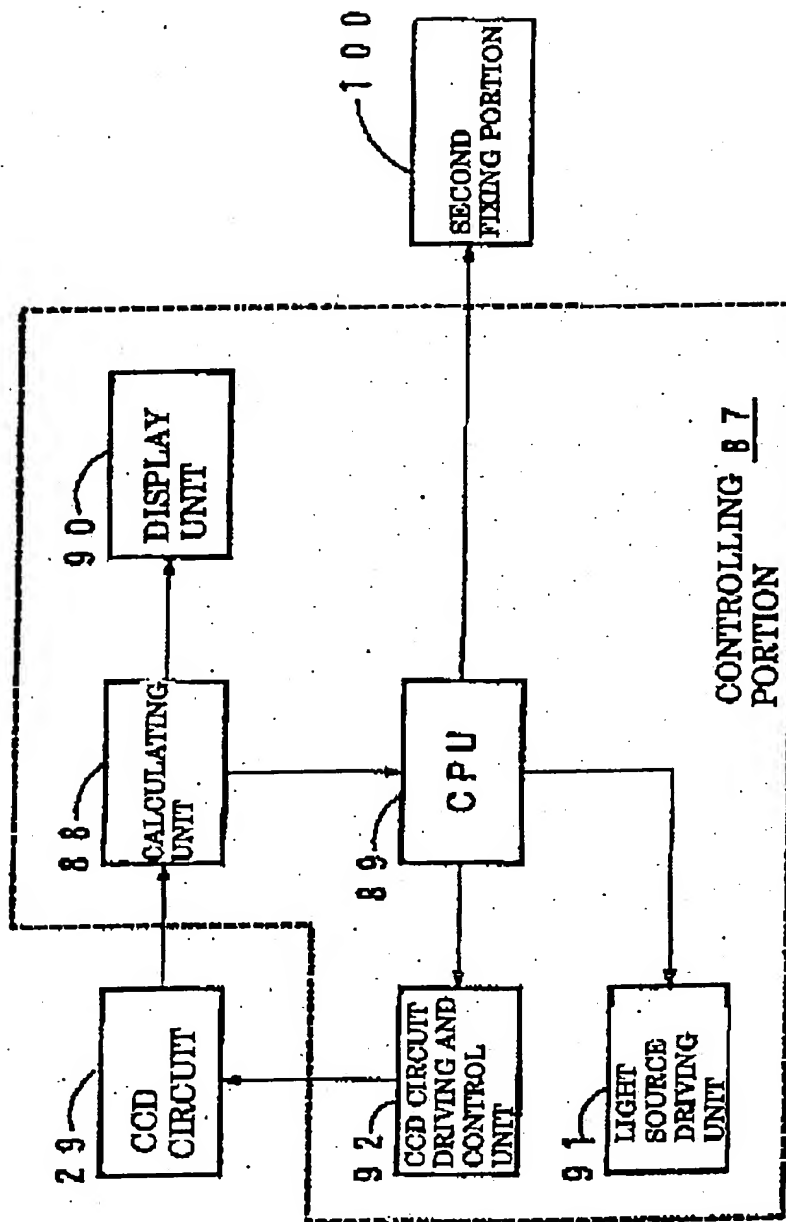 29
CCD
CIRCUIT
88
CALCULATING
UNIT
90
DISPLAY
UNIT
92
CCD CIRCUIT
DRIVING AND
CONTROL
UNIT
89
CPU
100
SECOND
FIXING PORTION
91
LIGHT
SOURCE
DRIVING
UNIT
CONTROLLING 87
PORTION